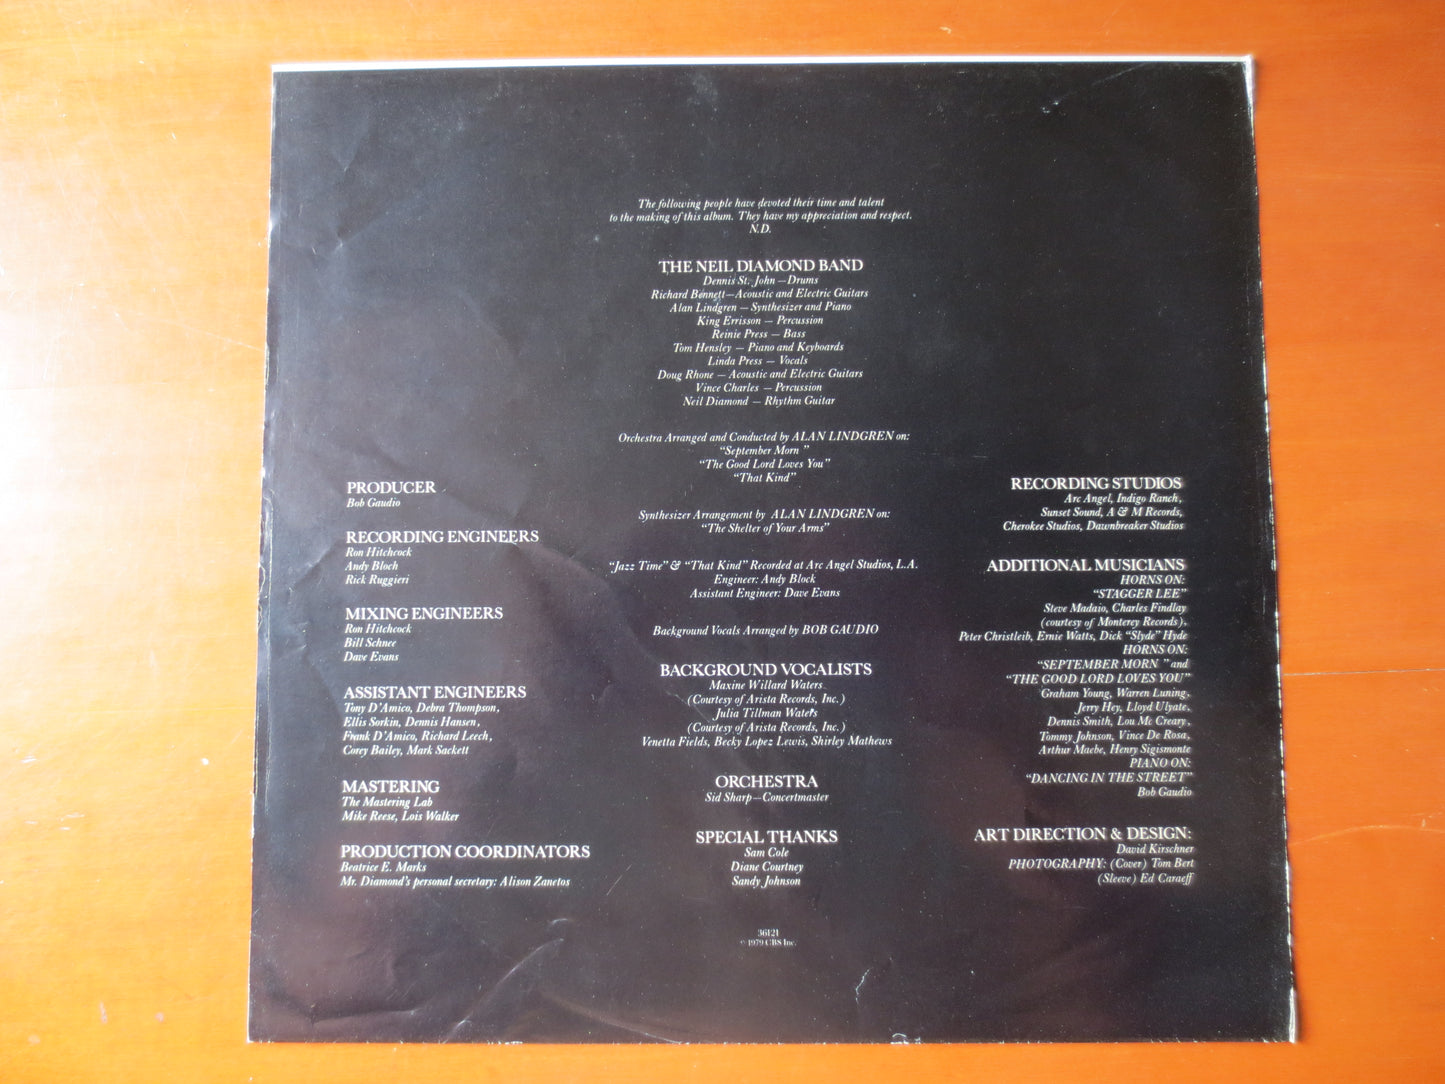 The following people have devoted their time and talent
to the making of this album. They have my appreciation and respect.
N.D.
THE NEIL DIAMOND BAND
Dennis St. John — Drums
Richard Bennett — Acoustic and Electric Guitars
Alan Lindgren — Synthesizer and Piano
King Errisson — Percussion
Reinie Press — Bass
Tom Hensley — Piano and Keyboards
Linda Press — Vocals
Doug Rhone — Acoustic and Electric Guitars
Vince Charles — Percussion
Neil Diamond — Rhythm Guitar
Orchestra Arranged and Conducted by ALAN LINDGREN on:
"September Morn "
"The Good Lord Loves You"
"That Kind"
Synthesizer Arrangement by ALAN LINDGREN on:
"The Shelter of Your Arms"
"Jazz Time" & "That Kind" Recorded at Arc Angel Studios, L.A.
Engineer: Andy Block
Assistant Engineer: Dave Evans
Background Vocals Arranged by BOB GAUDIO
BACKGROUND VOCALISTS
Maxine Willard Waters
(Courtesy of Arista Records, Inc.)
Julia Tillman Waters
(Courtesy of Arista Records, Inc.)
Venetta Fields, Becky Lopez Lewis, Shirley Mathews
ORCHESTRA
Sid Sharp—Concertmaster
SPECIAL THANKS
Sam Cole
Diane Courtney
Sandy Johnson
36121
© 1979 CBS Inc.
PRODUCER
Bob Gaudio
RECORDING ENGINEERS
Ron Hitchcock
Andy Bloch
Rick Ruggieri
MIXING ENGINEERS
Ron Hitchcock
Bill Schnee
Dave Evans
ASSISTANT ENGINEERS
Tony D'Amico, Debra Thompson,
Ellis Sorkin, Dennis Hansen,
Frank D'Amico, Richard Leech,
Corey Bailey, Mark Sackett
MASTERING
The Mastering Lab
Mike Reese, Lois Walker
PRODUCTION COORDINATORS
Beatrice E. Marks
Mr. Diamond's personal secretary: Alison Zanetos
RECORDING STUDIOS
Arc Angel, Indigo Ranch,
Sunset Sound, A & M Records,
Cherokee Studios, Dawnbreaker Studios
ADDITIONAL MUSICIANS
HORNS ON:
"STAGGER LEE"
Steve Madaio, Charles Findlay
(courtesy of Monterey Records),
Peter Christleib, Ernie Watts, Dick "Slyde" Hyde
HORNS ON:
"SEPTEMBER MORN " and
"THE GOOD LORD LOVES YOU"
Graham Young, Warren Luning,
Jerry Hey, Lloyd Ulyate,
Dennis Smith, Lou Mc Creary,
Tommy Johnson, Vince De Rosa,
Arthur Maebe, Henry Sigismonte
PIANO ON:
"DANCING IN THE STREET"
Bob Gaudio
ART DIRECTION & DESIGN:
David Kirschner
PHOTOGRAPHY: (Cover) Tom Bert
(Sleeve) Ed Caraeff